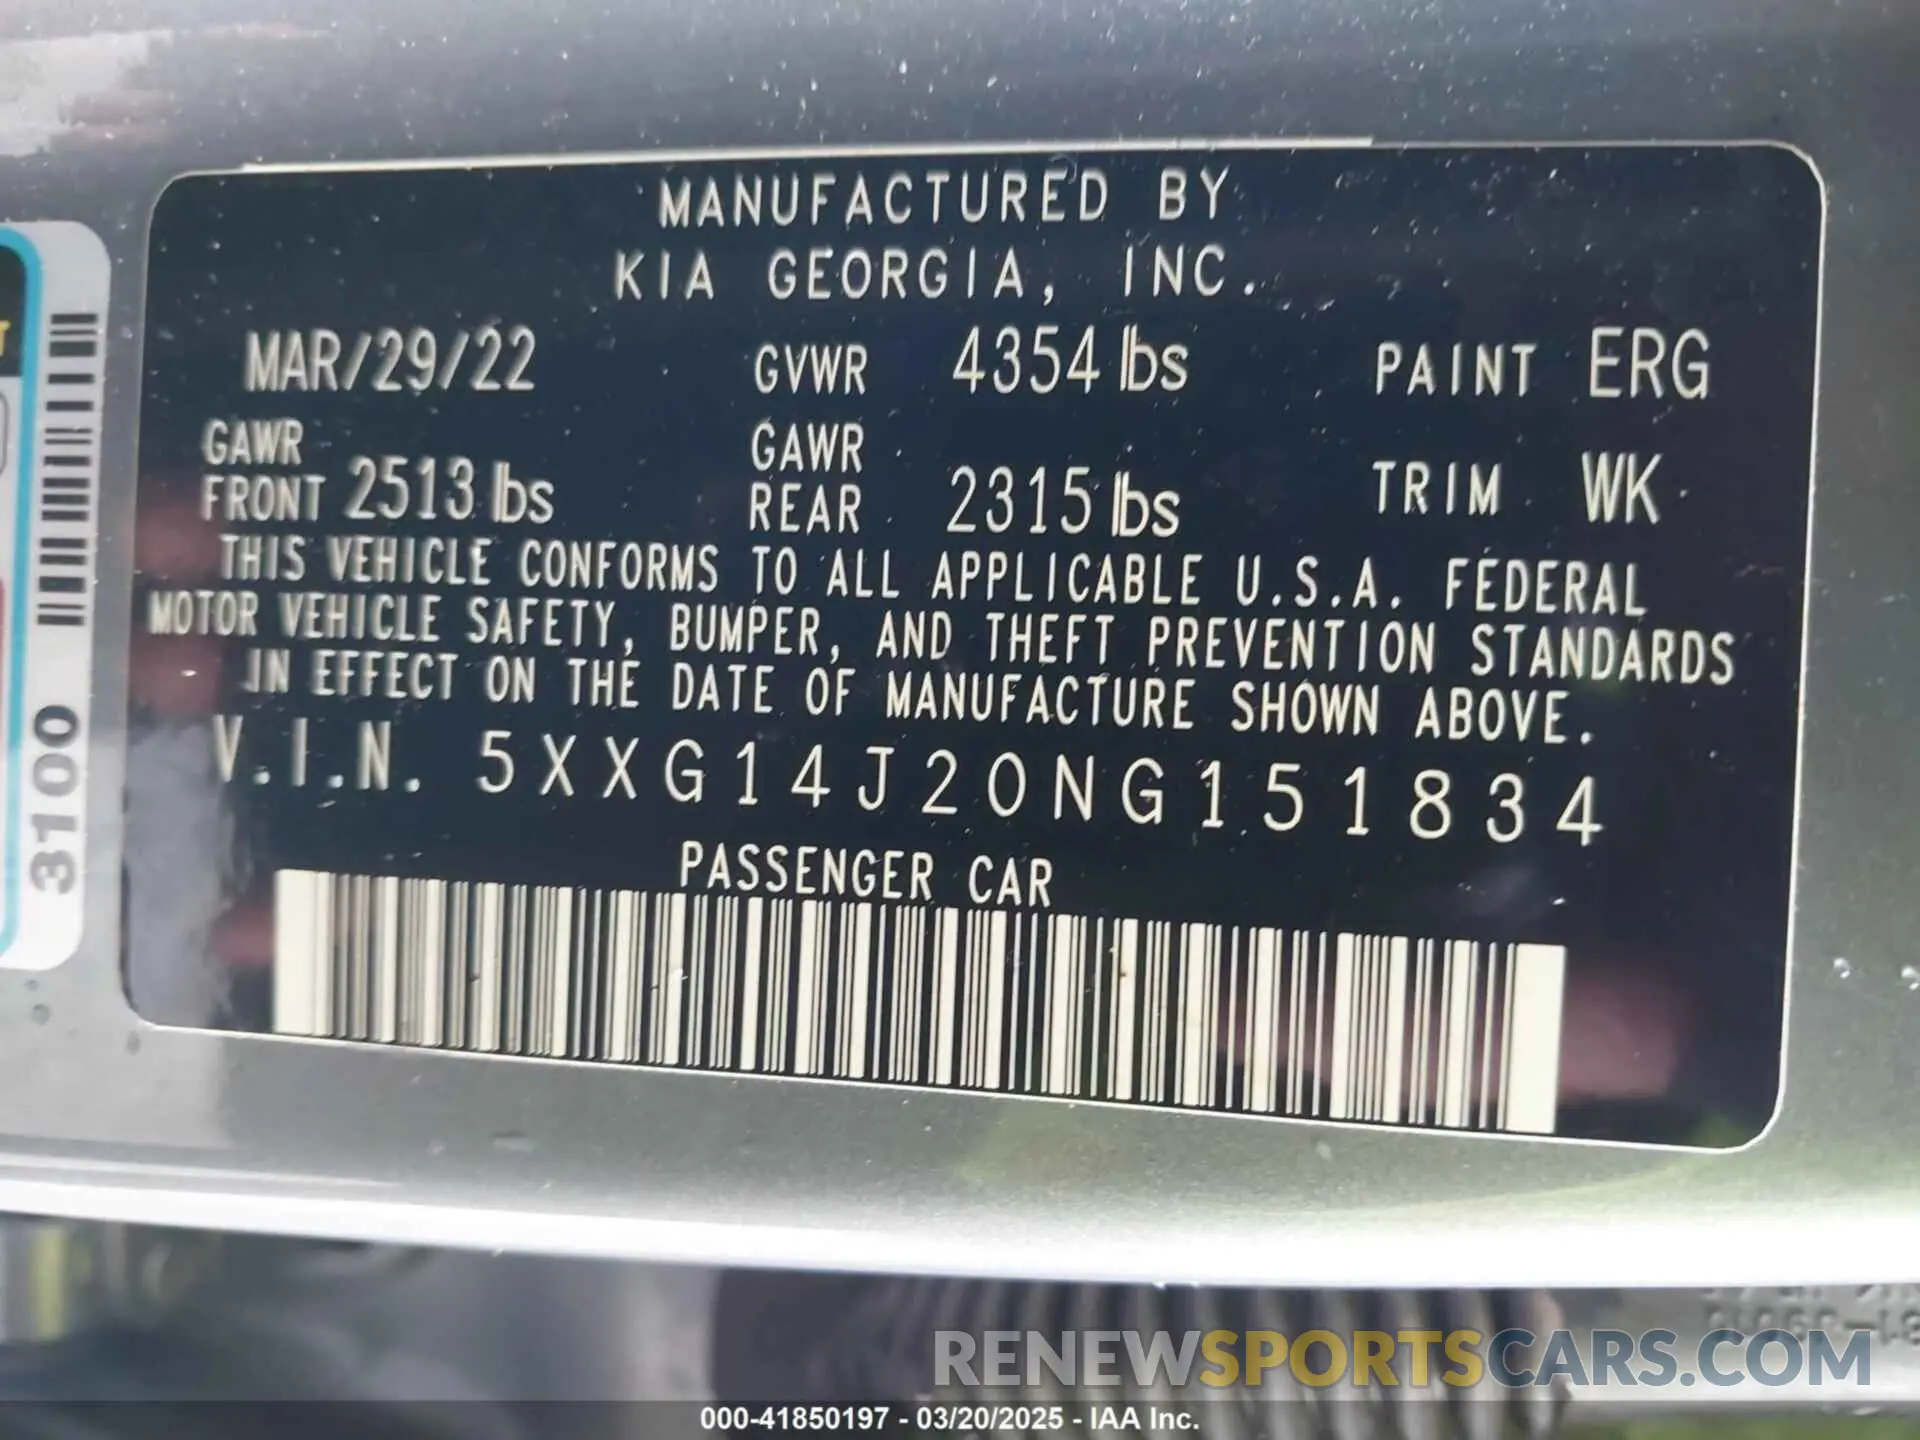 MANUFACTURED BY
KIA GEORGIA, INC.
MAR/29/22 GVWR 4354 lbs PAINT ERG
GAWR FRONT 2513 lbs GAWR REAR 2315 lbs TRIM WK
THIS VEHICLE CONFORMS TO ALL APPLICABLE U.S.A. FEDERAL
MOTOR VEHICLE SAFETY, BUMPER, AND THEFT PREVENTION STANDARDS
IN EFFECT ON THE DATE OF MANUFACTURE SHOWN ABOVE.
V.I.N. 5XXG14J20NG151834
PASSENGER CAR
3100
RENEWSPORTSCARS.COM
000-41850197 - 03/20/2025 - IAA Inc.